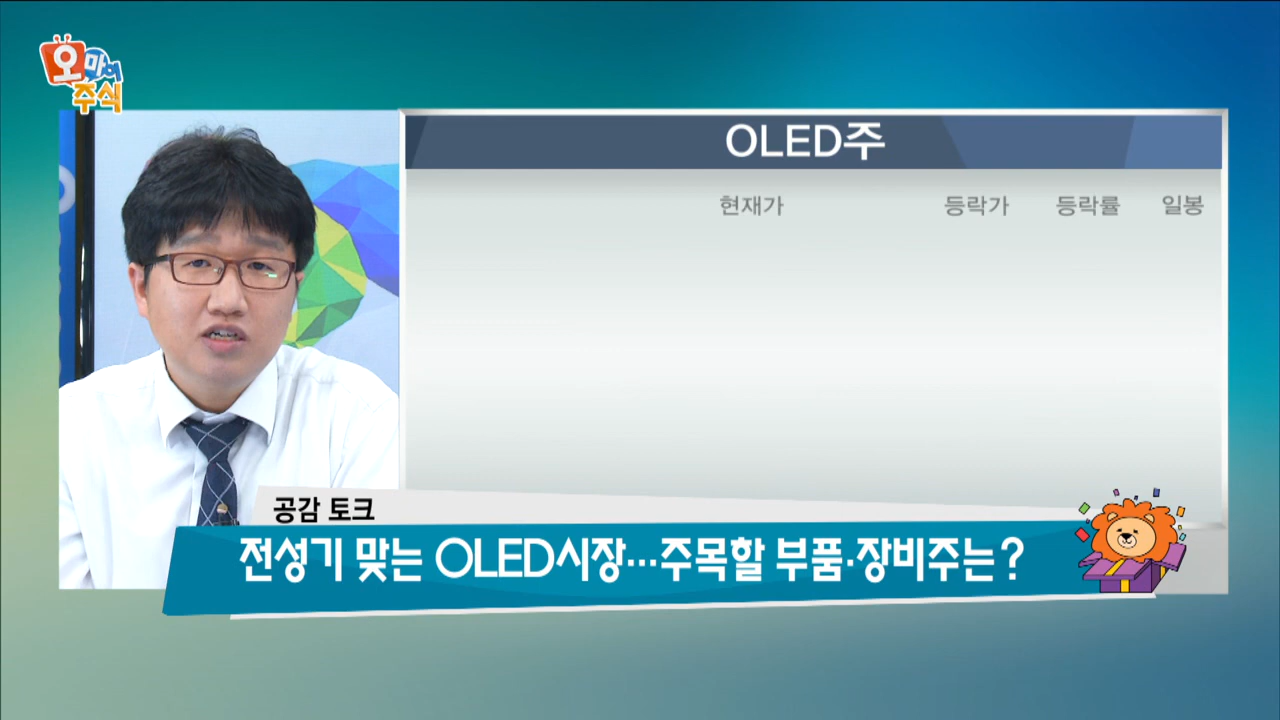 오마이
주식
OLED주
현재가 등락가 등락률 일봉
공감 토크
전성기 맞는 OLED시장…주목할 부품·장비주는?